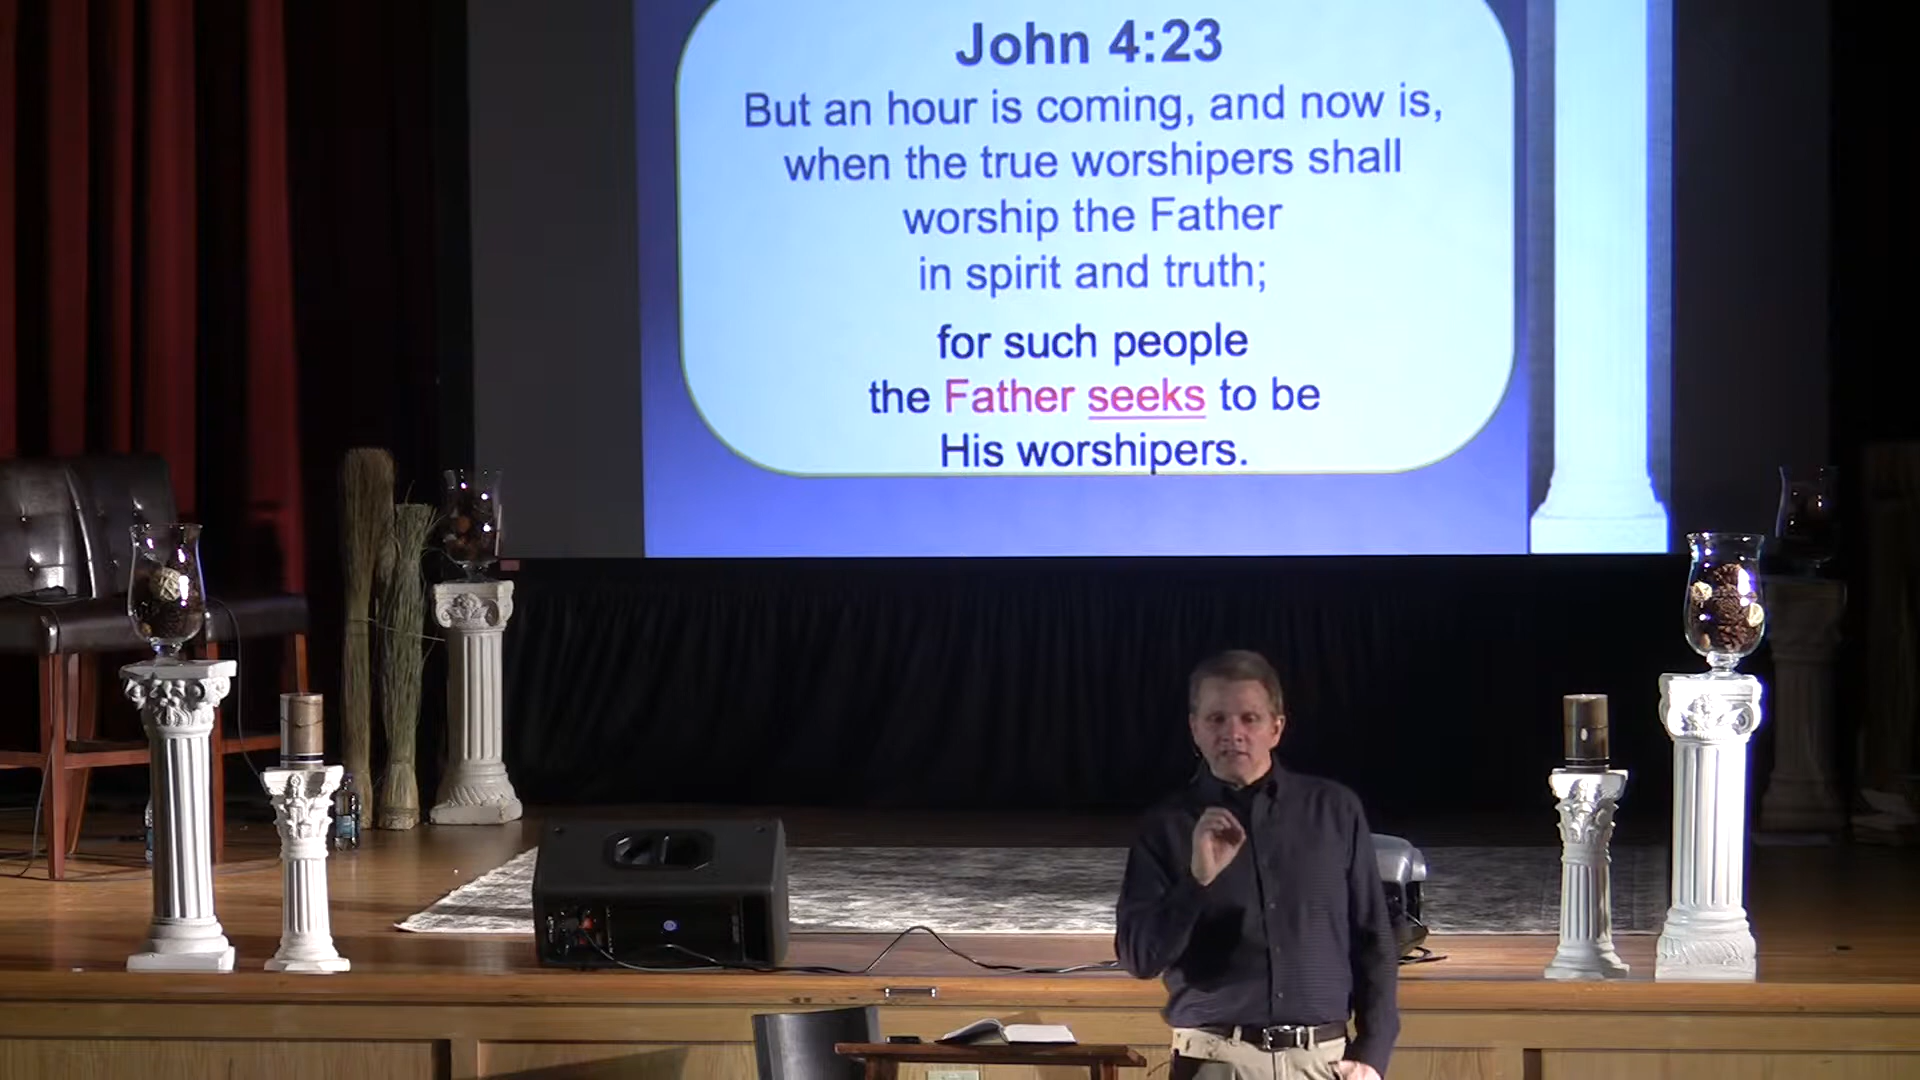 John 4:23
But an hour is coming, and now is,
when the true worshipers shall
worship the Father
in spirit and truth;
for such people
the Father seeks to be
His worshipers.